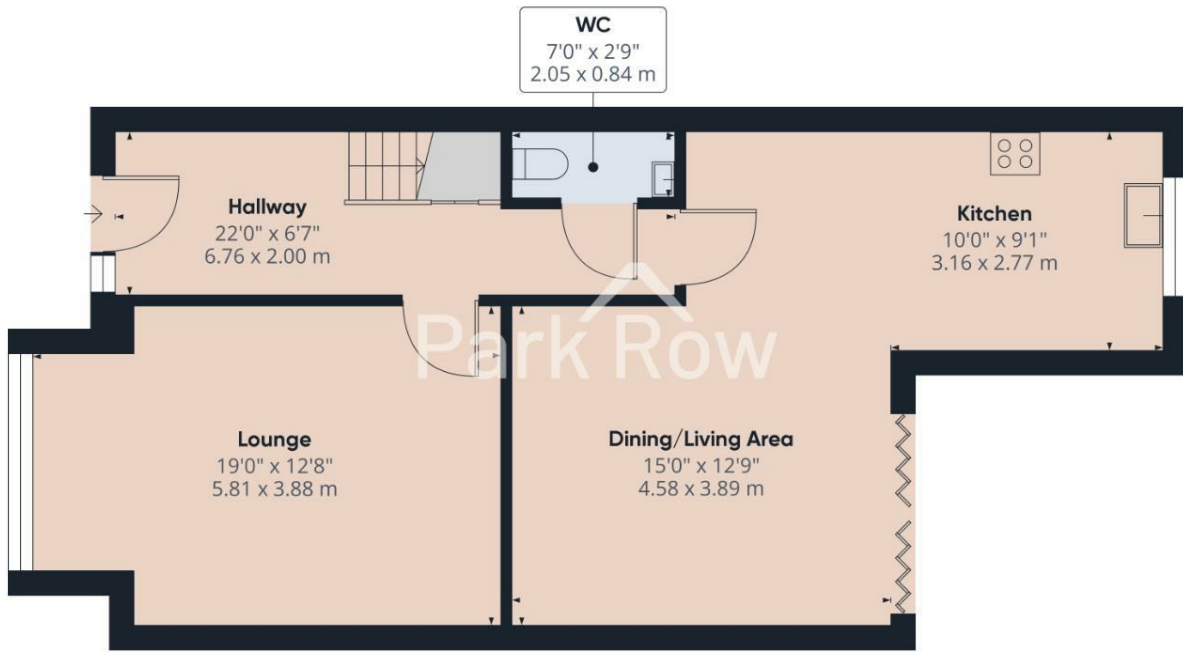 WC
7'0" x 2'9"
2.05 x 0.84 m
Hallway
22'0" x 6'7"
6.76 x 2.00 m
Kitchen
10'0" x 9'1"
3.16 x 2.77 m
Park Row
Lounge
19'0" x 12'8"
5.81 x 3.88 m
Dining/Living Area
15'0" x 12'9"
4.58 x 3.89 m